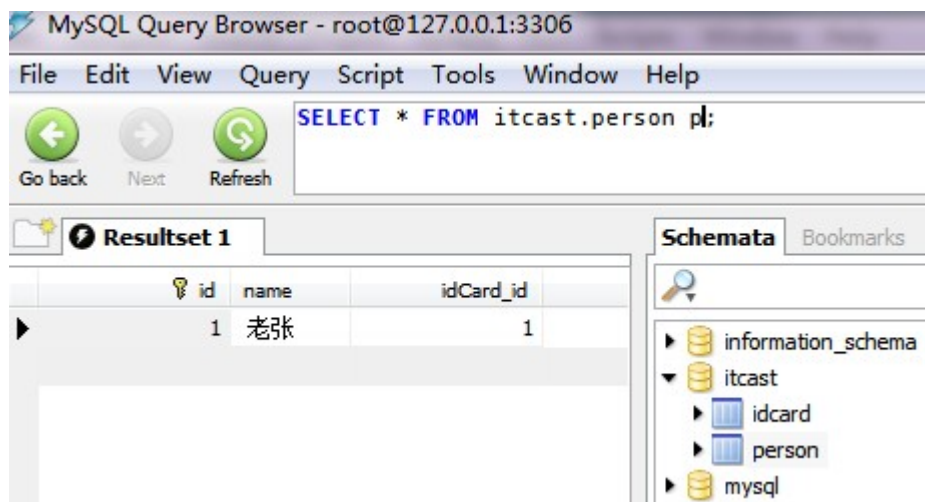 MySQL Query Browser - root@127.0.0.1:3306
File Edit View Query Script Tools Window Help
SELECT * FROM itcast.person p;
Go back Next Refresh
Resultset 1
Schemata Bookmarks
id name idCard_id
1 老张 1
information_schema
itcast
idcard
person
mysql